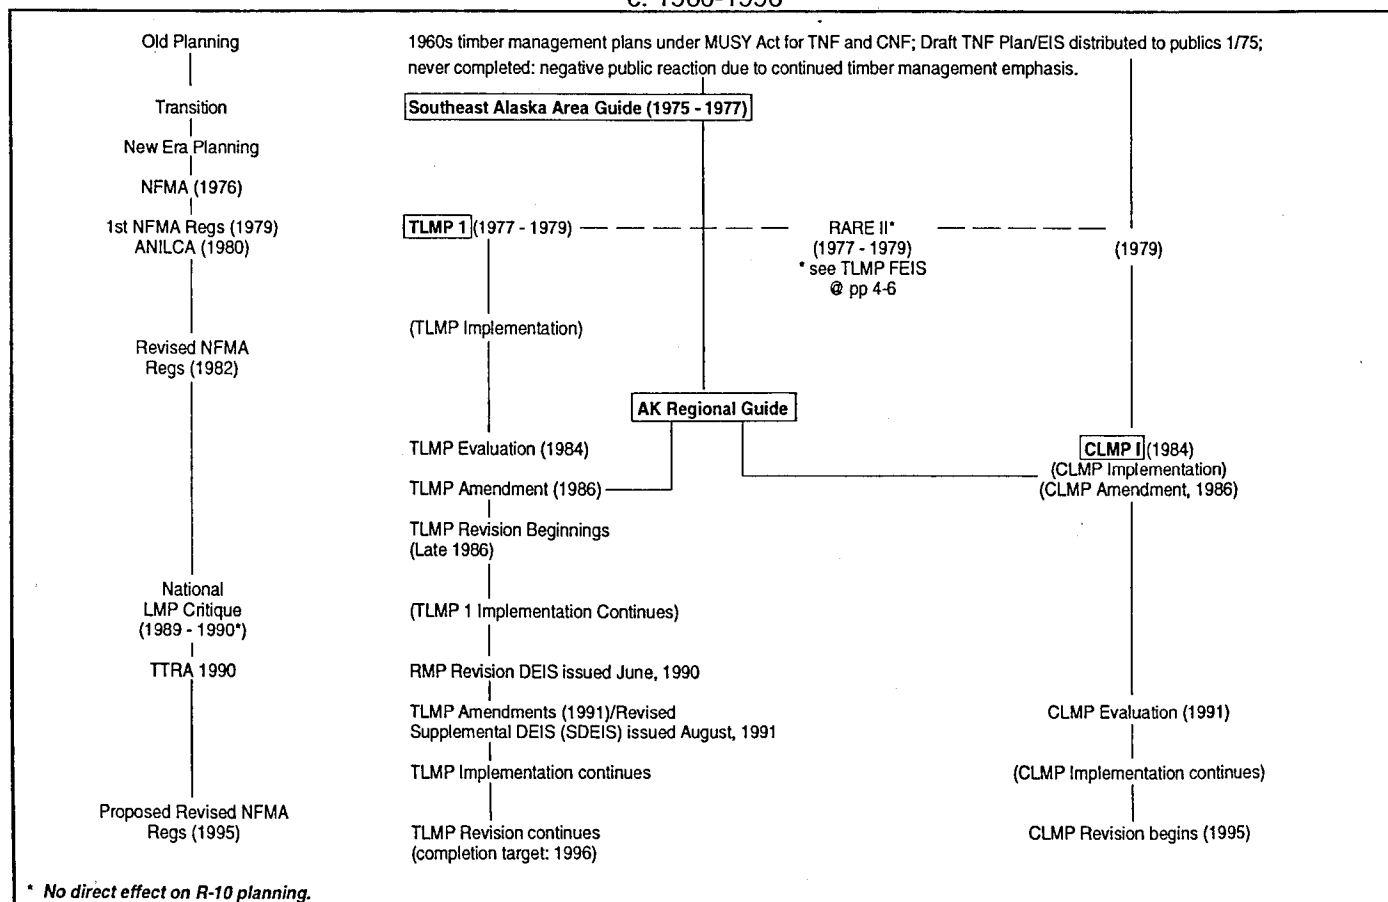 c. 1960-1996
Old Planning
1960s timber management plans under MUSY Act for TNF and CNF; Draft TNF Plan/EIS distributed to publics 1/75;
never completed: negative public reaction due to continued timber management emphasis.
Transition
Southeast Alaska Area Guide (1975 - 1977)
New Era Planning
NFMA (1976)
1st NFMA Regs (1979)
ANILCA (1980)
TLMP 1 (1977 - 1979)
RARE II*
(1977 - 1979)
* see TLMP FEIS
@ pp 4-6
(1979)
(TLMP Implementation)
Revised NFMA
Regs (1982)
AK Regional Guide
TLMP Evaluation (1984)
CLMP I (1984)
(CLMP Implementation)
(CLMP Amendment, 1986)
TLMP Amendment (1986)
TLMP Revision Beginnings
(Late 1986)
National
LMP Critique
(1989 - 1990*)
(TLMP 1 Implementation Continues)
TTRA 1990
RMP Revision DEIS issued June, 1990
TLMP Amendments (1991)/Revised
Supplemental DEIS (SDEIS) issued August, 1991
CLMP Evaluation (1991)
TLMP Implementation continues
(CLMP Implementation continues)
Proposed Revised NFMA
Regs (1995)
TLMP Revision continues
(completion target: 1996)
CLMP Revision begins (1995)
* No direct effect on R-10 planning.